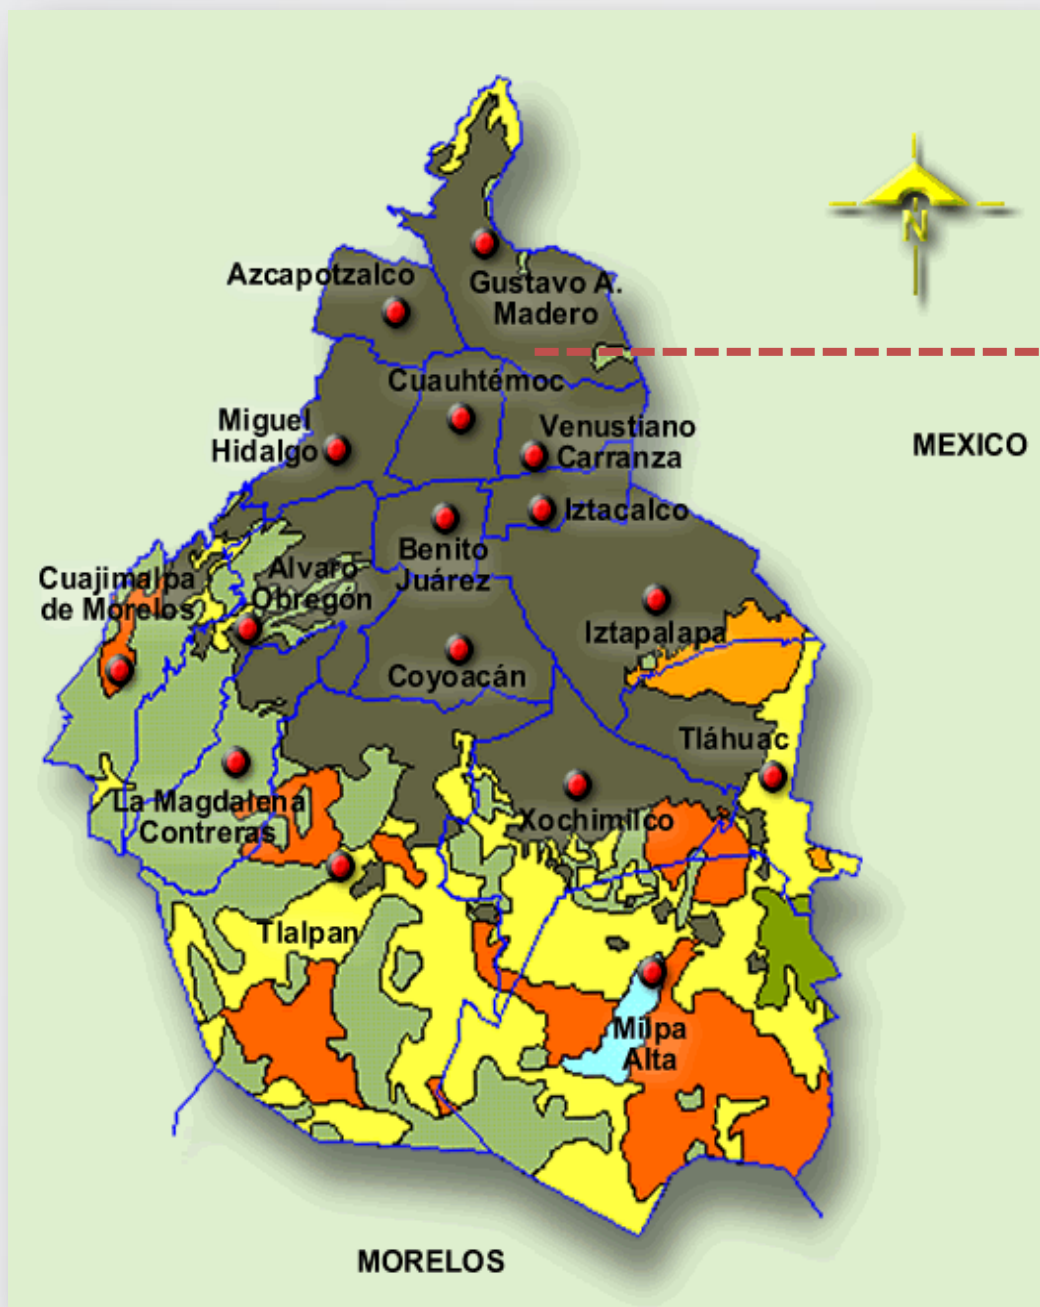 N
Azcapotzalco
Gustavo A.
Madero
Cuauhtémoc
Miguel
Hidalgo
Venustiano
Carranza
MEXICO
Iztacalco
Benito
Juárez
Alvaro
Obregón
Cuajimalpa
de Morelos
Iztapalapa
Coyoacán
Tláhuac
La Magdalena
Contreras
Xochimilco
Tlalpan
Milpa
Alta
MORELOS